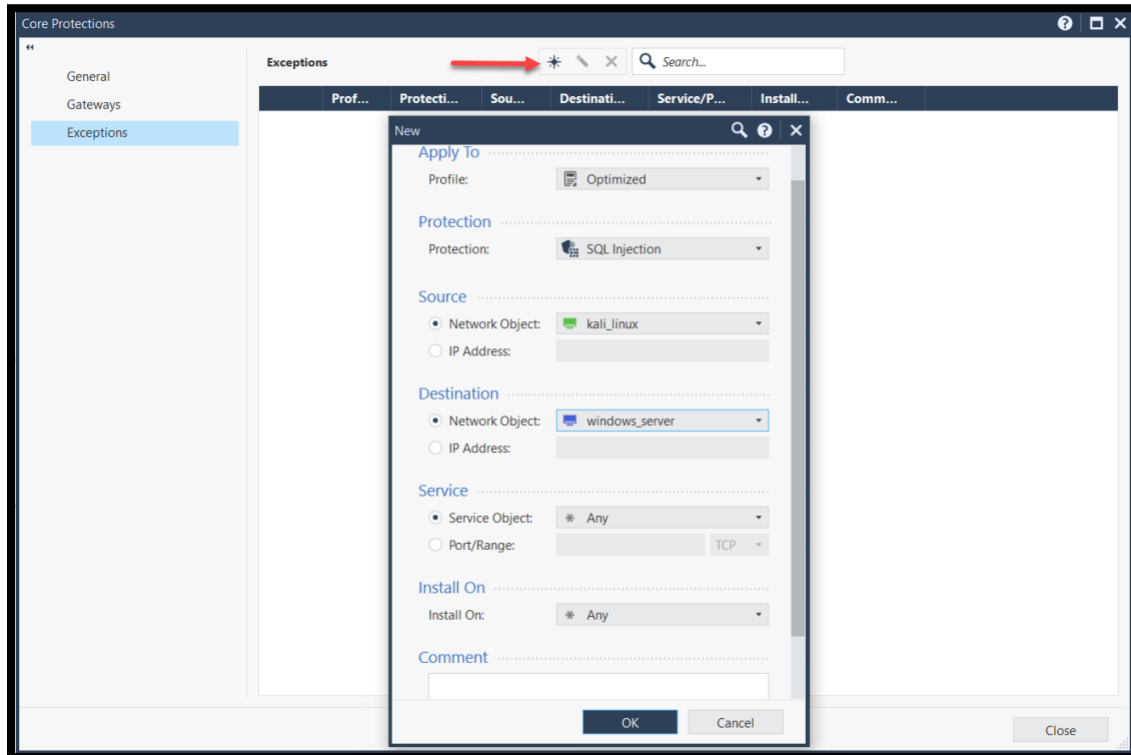 Core Protections
General
Gateways
Exceptions
Exceptions
Search...
Prof... Protecti... Sou... Destinati... Service/P... Install... Comm...
New
Apply To
Profile: Optimized
Protection
Protection: SQL Injection
Source
Network Object: kali_linux
IP Address:
Destination
Network Object: windows_server
IP Address:
Service
Service Object: Any
Port/Range: TCP
Install On
Install On: Any
Comment
OK Cancel
Close